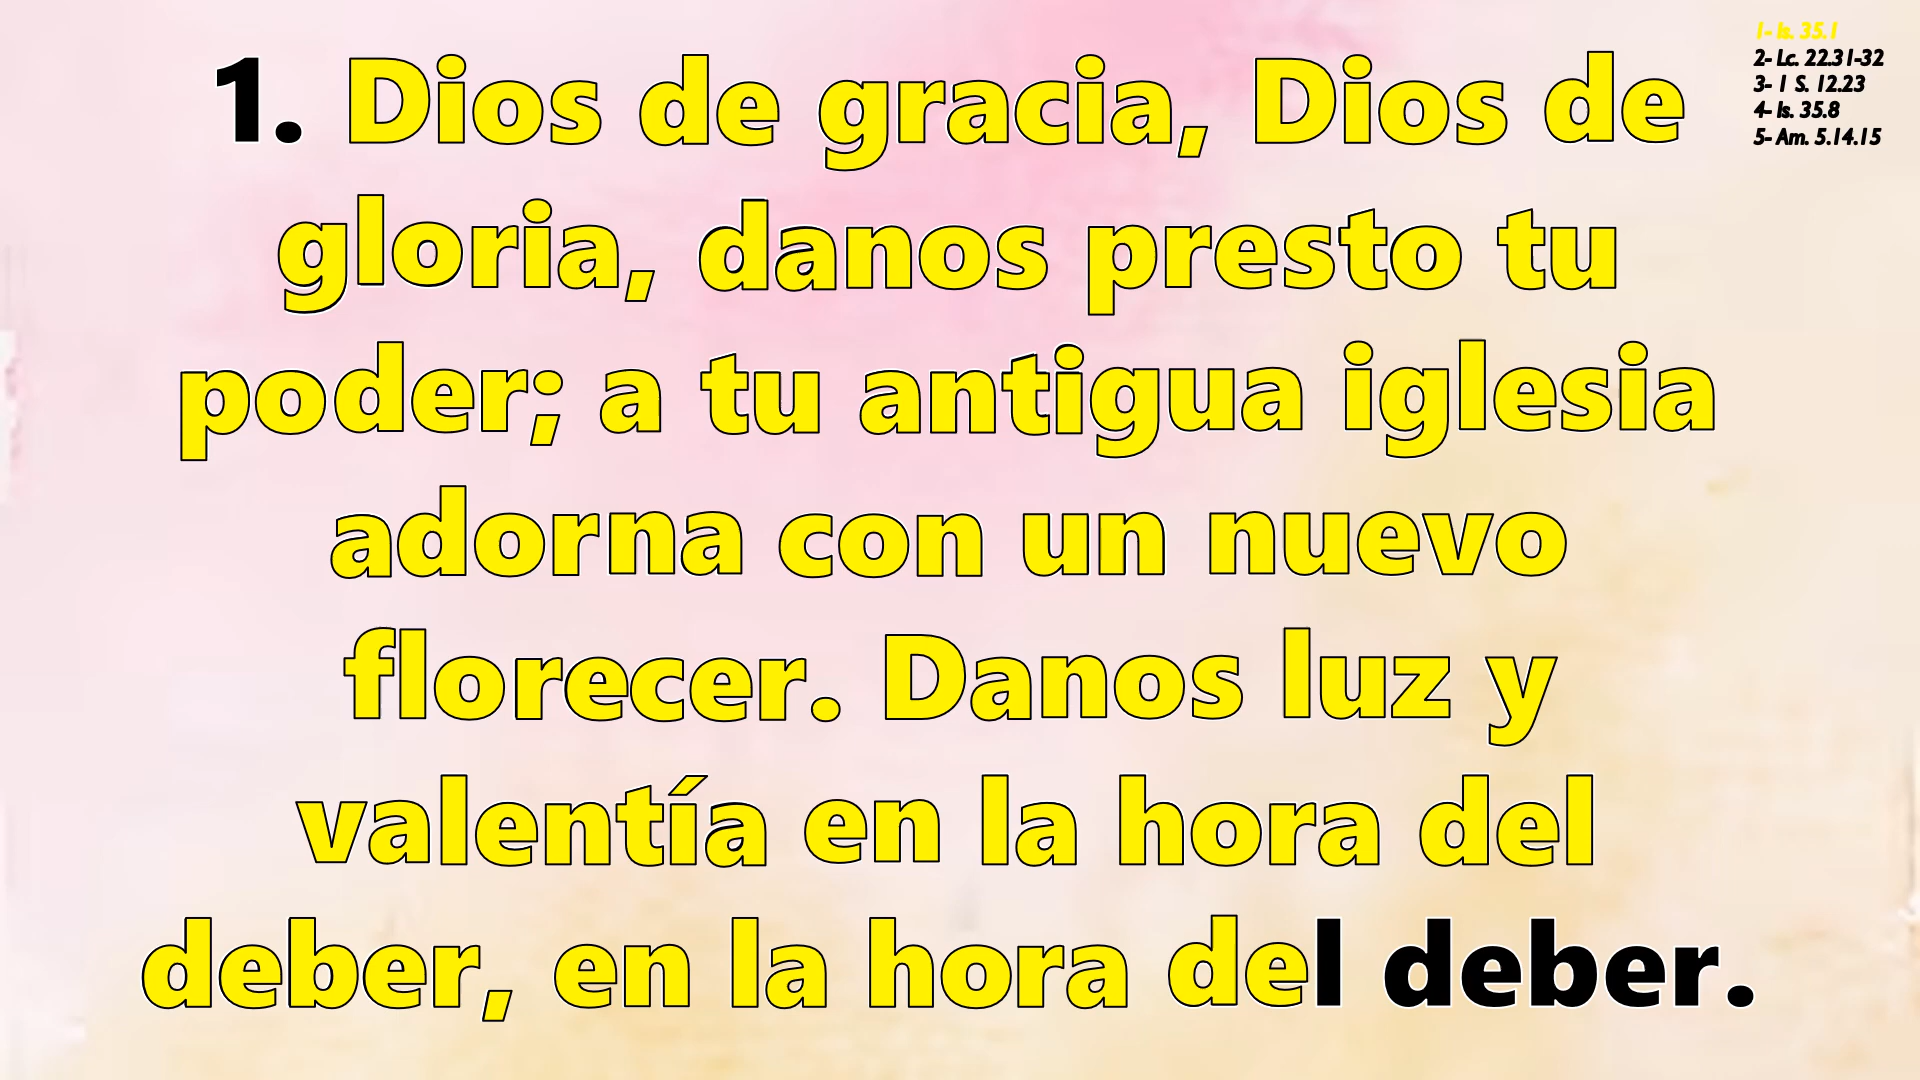 1. Dios de gracia, Dios de
gloria, danos presto tu
poder; a tu antigua iglesia
adorna con un nuevo
florecer. Danos luz y
valentía en la hora del
deber, en la hora del deber.
1- Is. 35.1
2- Lc. 22.31-32
3- 1 S. 12.23
4- Is. 35.8
5- Am. 5.14.15